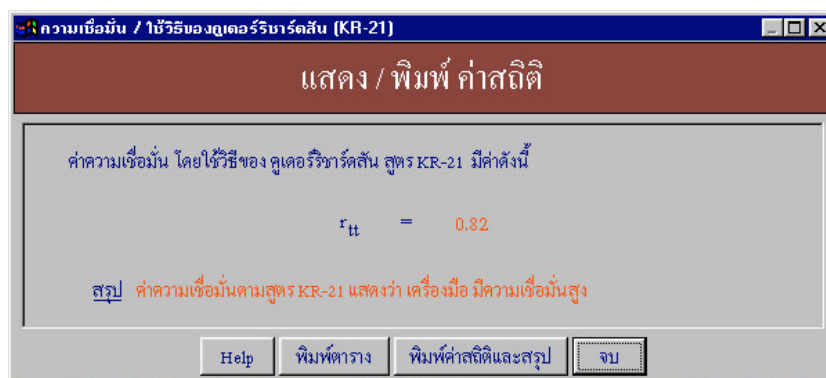 ความเชื่อมั่น / ใช้วิธีของคูเดอร์ริชาร์ดสัน (KR-21)
แสดง / พิมพ์ ค่าสถิติ
ค่าความเชื่อมั่น โดยใช้วิธีของ คูเดอร์ริชาร์ดสัน สูตร KR-21 มีค่าดังนี้
rtt = 0.82
สรุป ค่าความเชื่อมั่นตามสูตร KR-21 แสดงว่า เครื่องมือ มีความเชื่อมั่นสูง
Help พิมพ์ตาราง พิมพ์ค่าสถิติและสรุป จบ